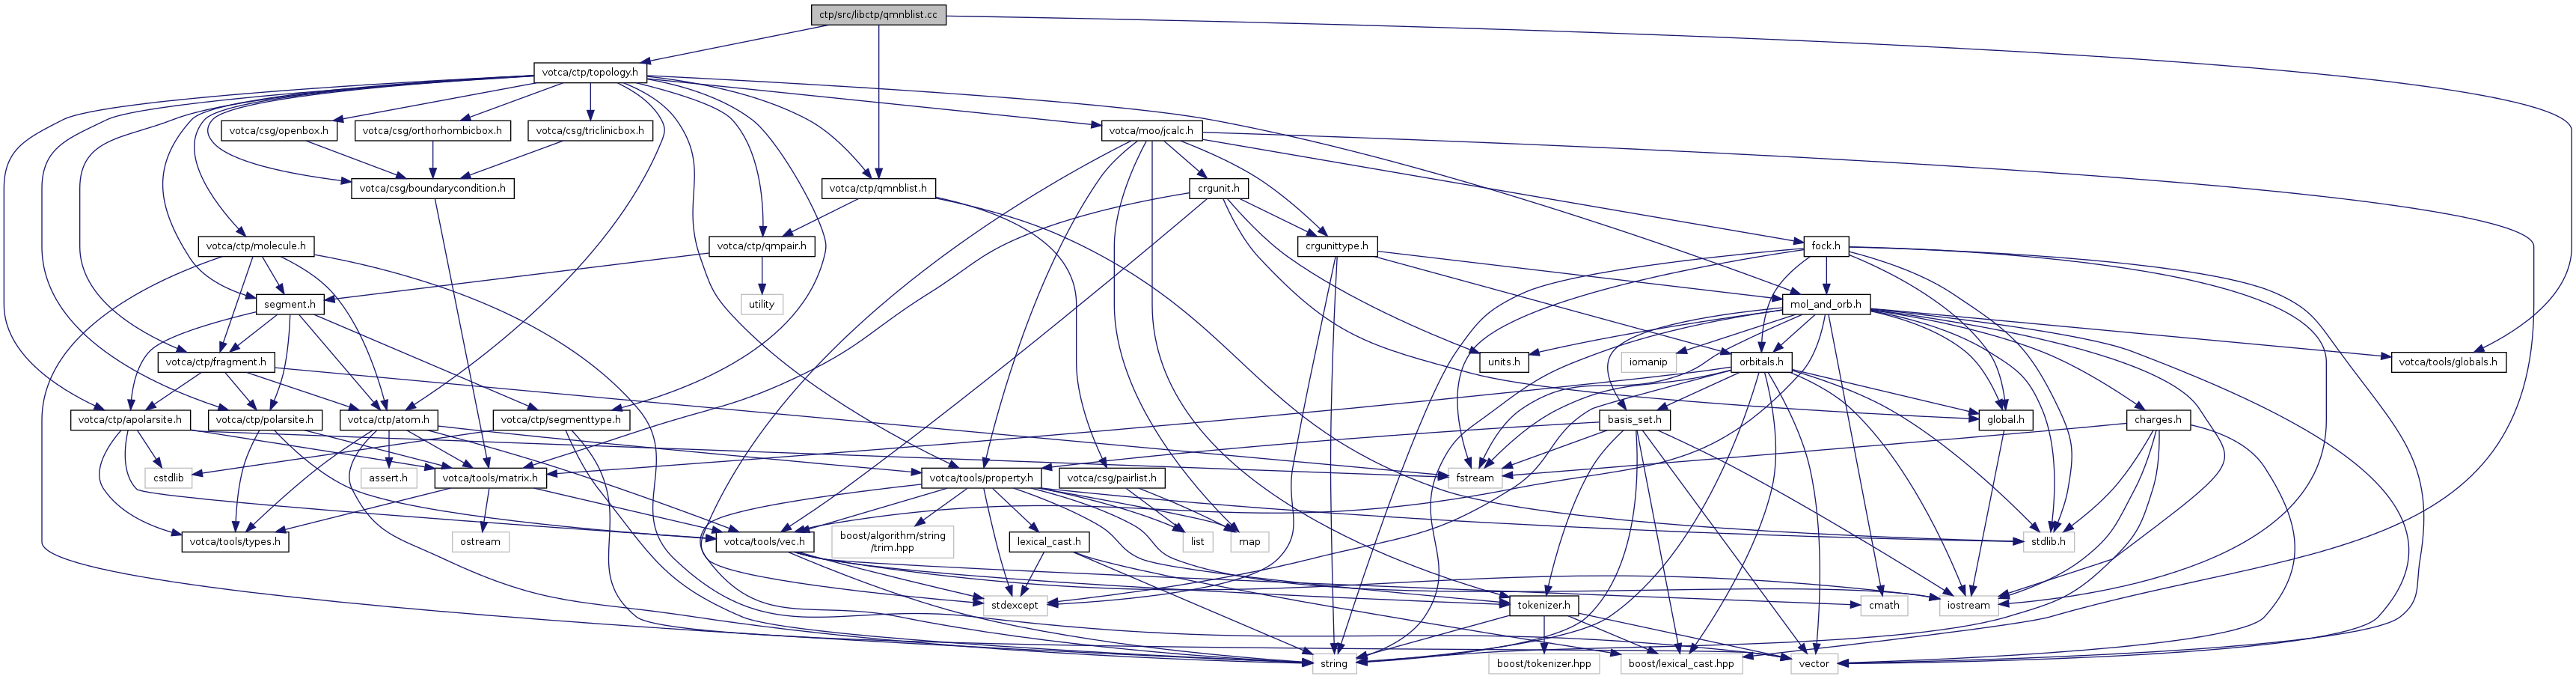 ctp/src/libctp/qmnblist.cc
votca/ctp/topology.h
votca/csg/openbox.h
votca/csg/orthorhombicbox.h
votca/csg/triclinicbox.h
votca/moo/jcalc.h
votca/csg/boundarycondition.h
votca/ctp/qmnblist.h
crgunit.h
votca/ctp/molecule.h
votca/ctp/qmpair.h
crgunittype.h
fock.h
segment.h
utility
mol_and_orb.h
votca/ctp/fragment.h
units.h
iomanip
orbitals.h
votca/tools/globals.h
votca/ctp/apolarsite.h
votca/ctp/polarsite.h
votca/ctp/atom.h
votca/ctp/segmenttype.h
basis_set.h
global.h
charges.h
cstdlib
assert.h
votca/tools/matrix.h
votca/tools/property.h
votca/csg/pairlist.h
fstream
votca/tools/types.h
ostream
votca/tools/vec.h
boost/algorithm/string
/trim.hpp
lexical_cast.h
list
map
stdlib.h
stdexcept
tokenizer.h
cmath
iostream
string
boost/tokenizer.hpp
boost/lexical_cast.hpp
vector